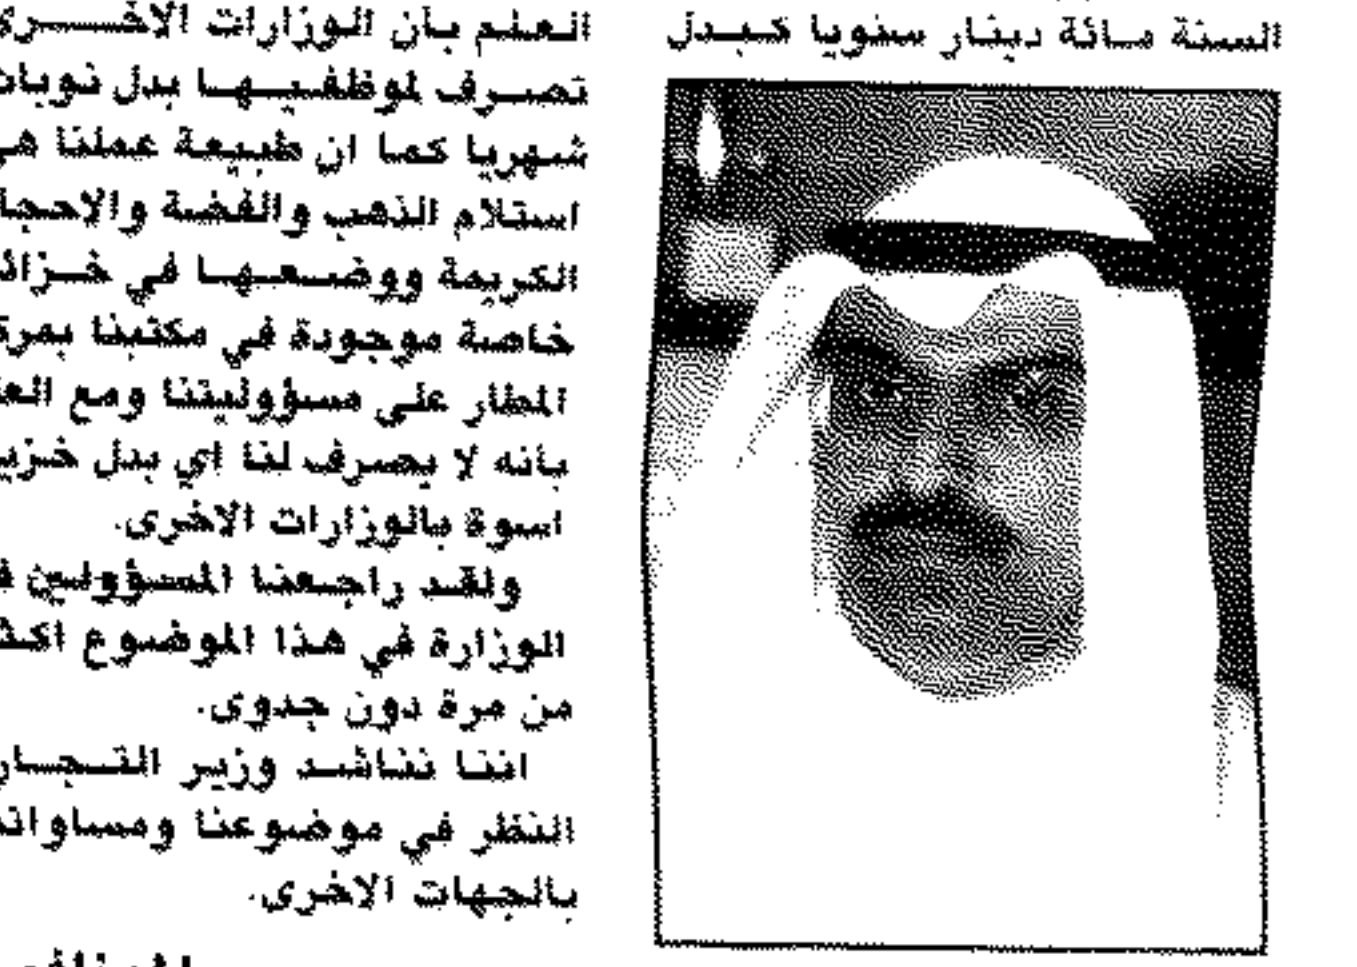 السنة مائة دينار سنويا كبدل
العلم بأن الوزارات الاخرى
تصرف لموظفيها بدل نوبات
شهريا كما ان طبيعة عملنا هي
استلام الذهب والفضة والاحجار
الكريمة ووضعها في خزائن
خاصة موجودة في مكتبنا بمرة
المطار على مسؤوليتنا ومع العلم
بانه لا يصرف لنا اي بدل
اسوة بالوزارات الاخرى.
ولقد راجعنا المسؤولين في
الوزارة في هذا الموضوع اكثر
من مرة دون جدوى.
اننا نناشد وزير التجارة
النظر في موضوعنا ومساواتنا
بالجهات الاخرى.